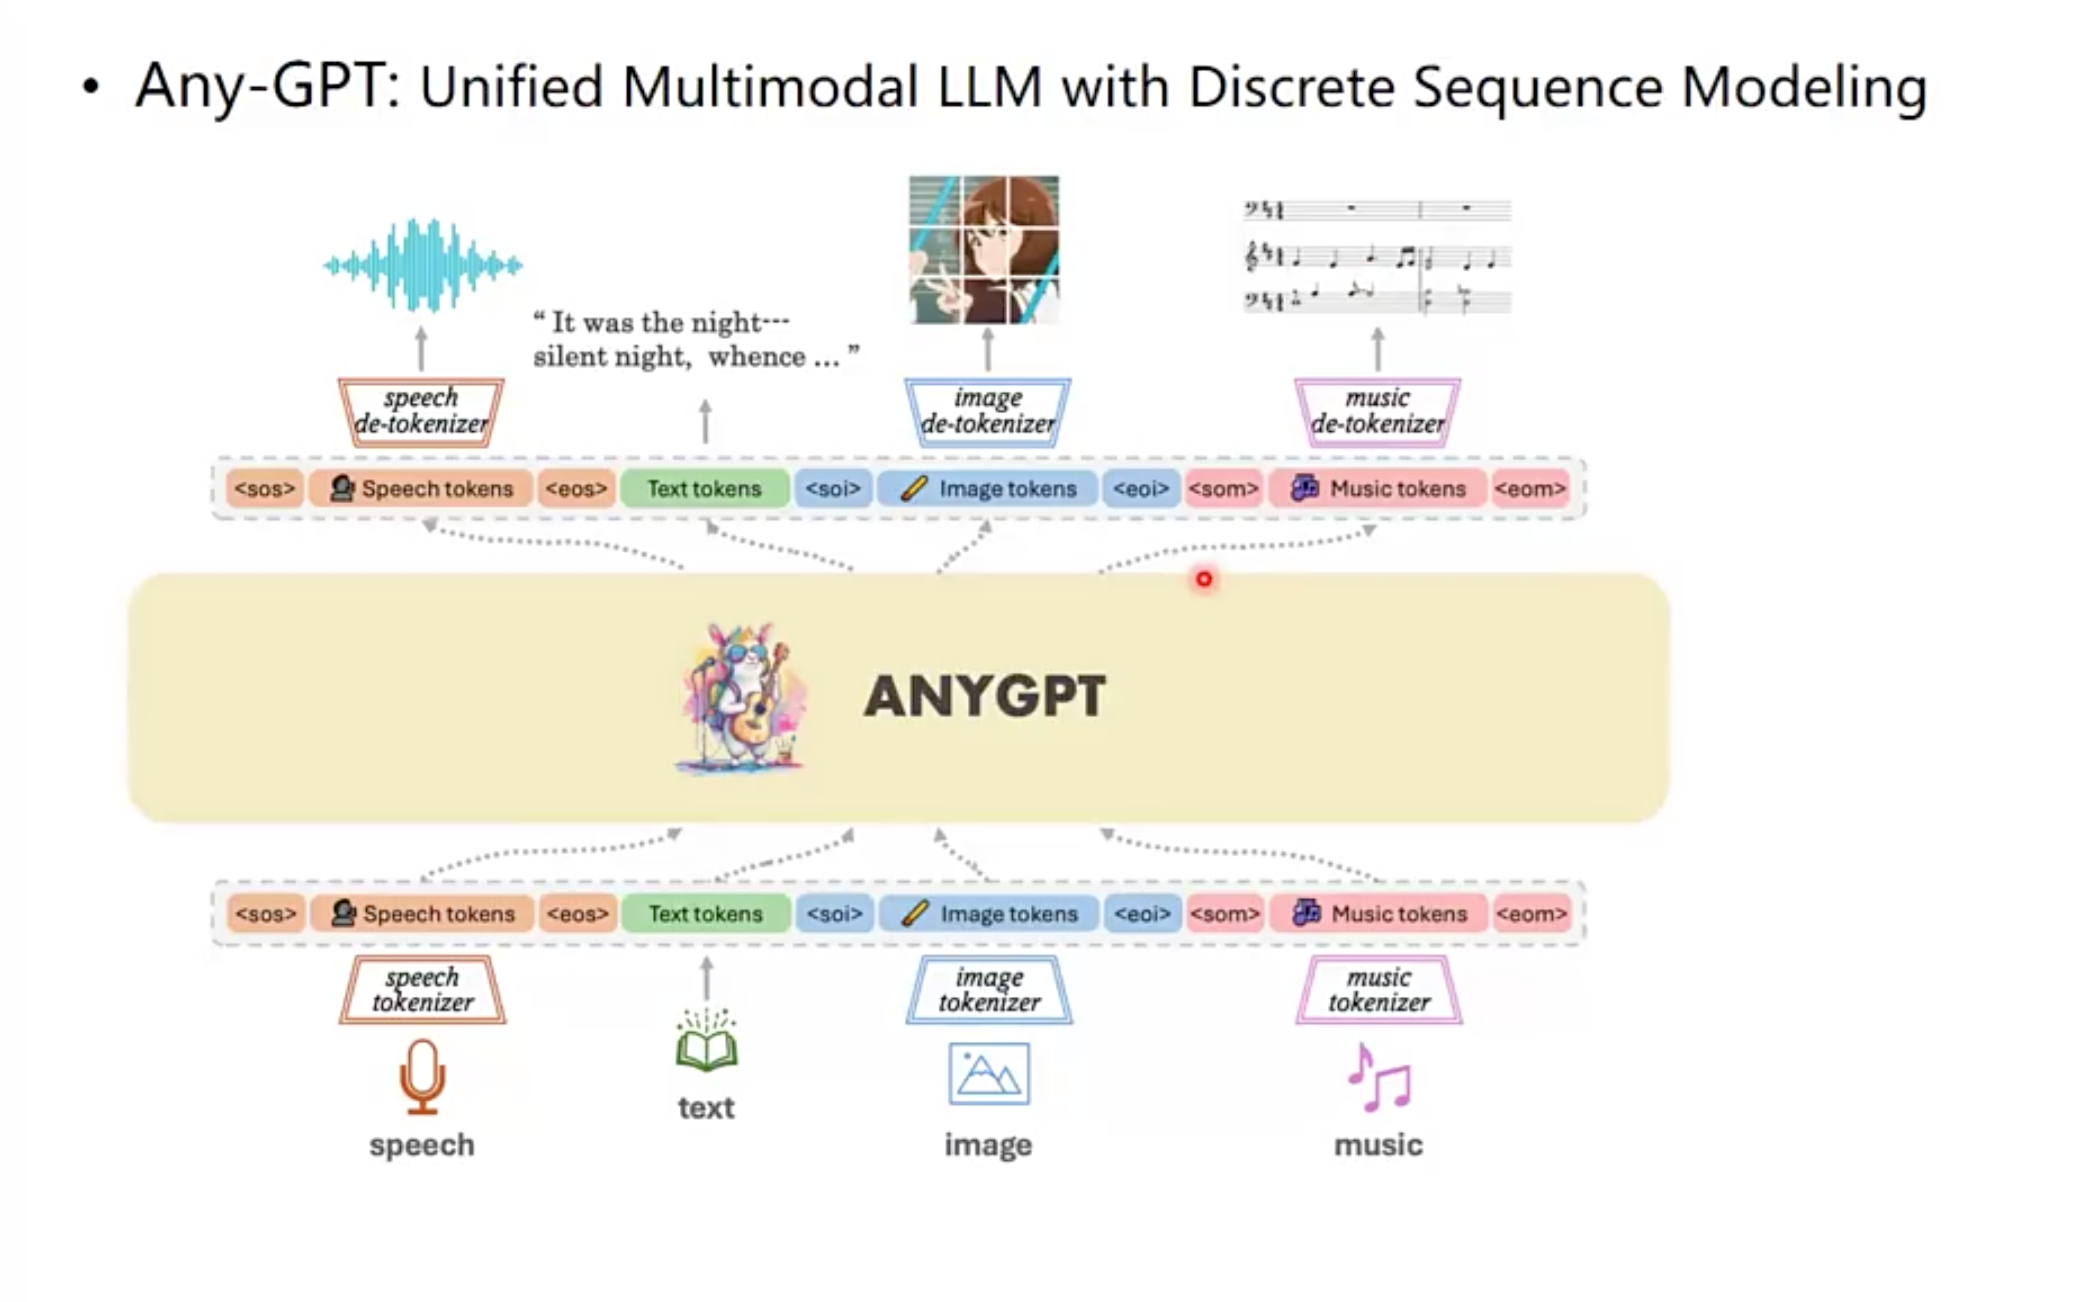 • Any-GPT: Unified Multimodal LLM with Discrete Sequence Modeling
“ It was the night---
silent night, whence ... ”
speech
de-tokenizer
image
de-tokenizer
music
de-tokenizer
<sos> Speech tokens <eos> Text tokens <soi> Image tokens <eoi> <som> Music tokens <eom>
ANYGPT
<sos> Speech tokens <eos> Text tokens <soi> Image tokens <eoi> <som> Music tokens <eom>
speech
tokenizer
image
tokenizer
music
tokenizer
text
speech
image
music